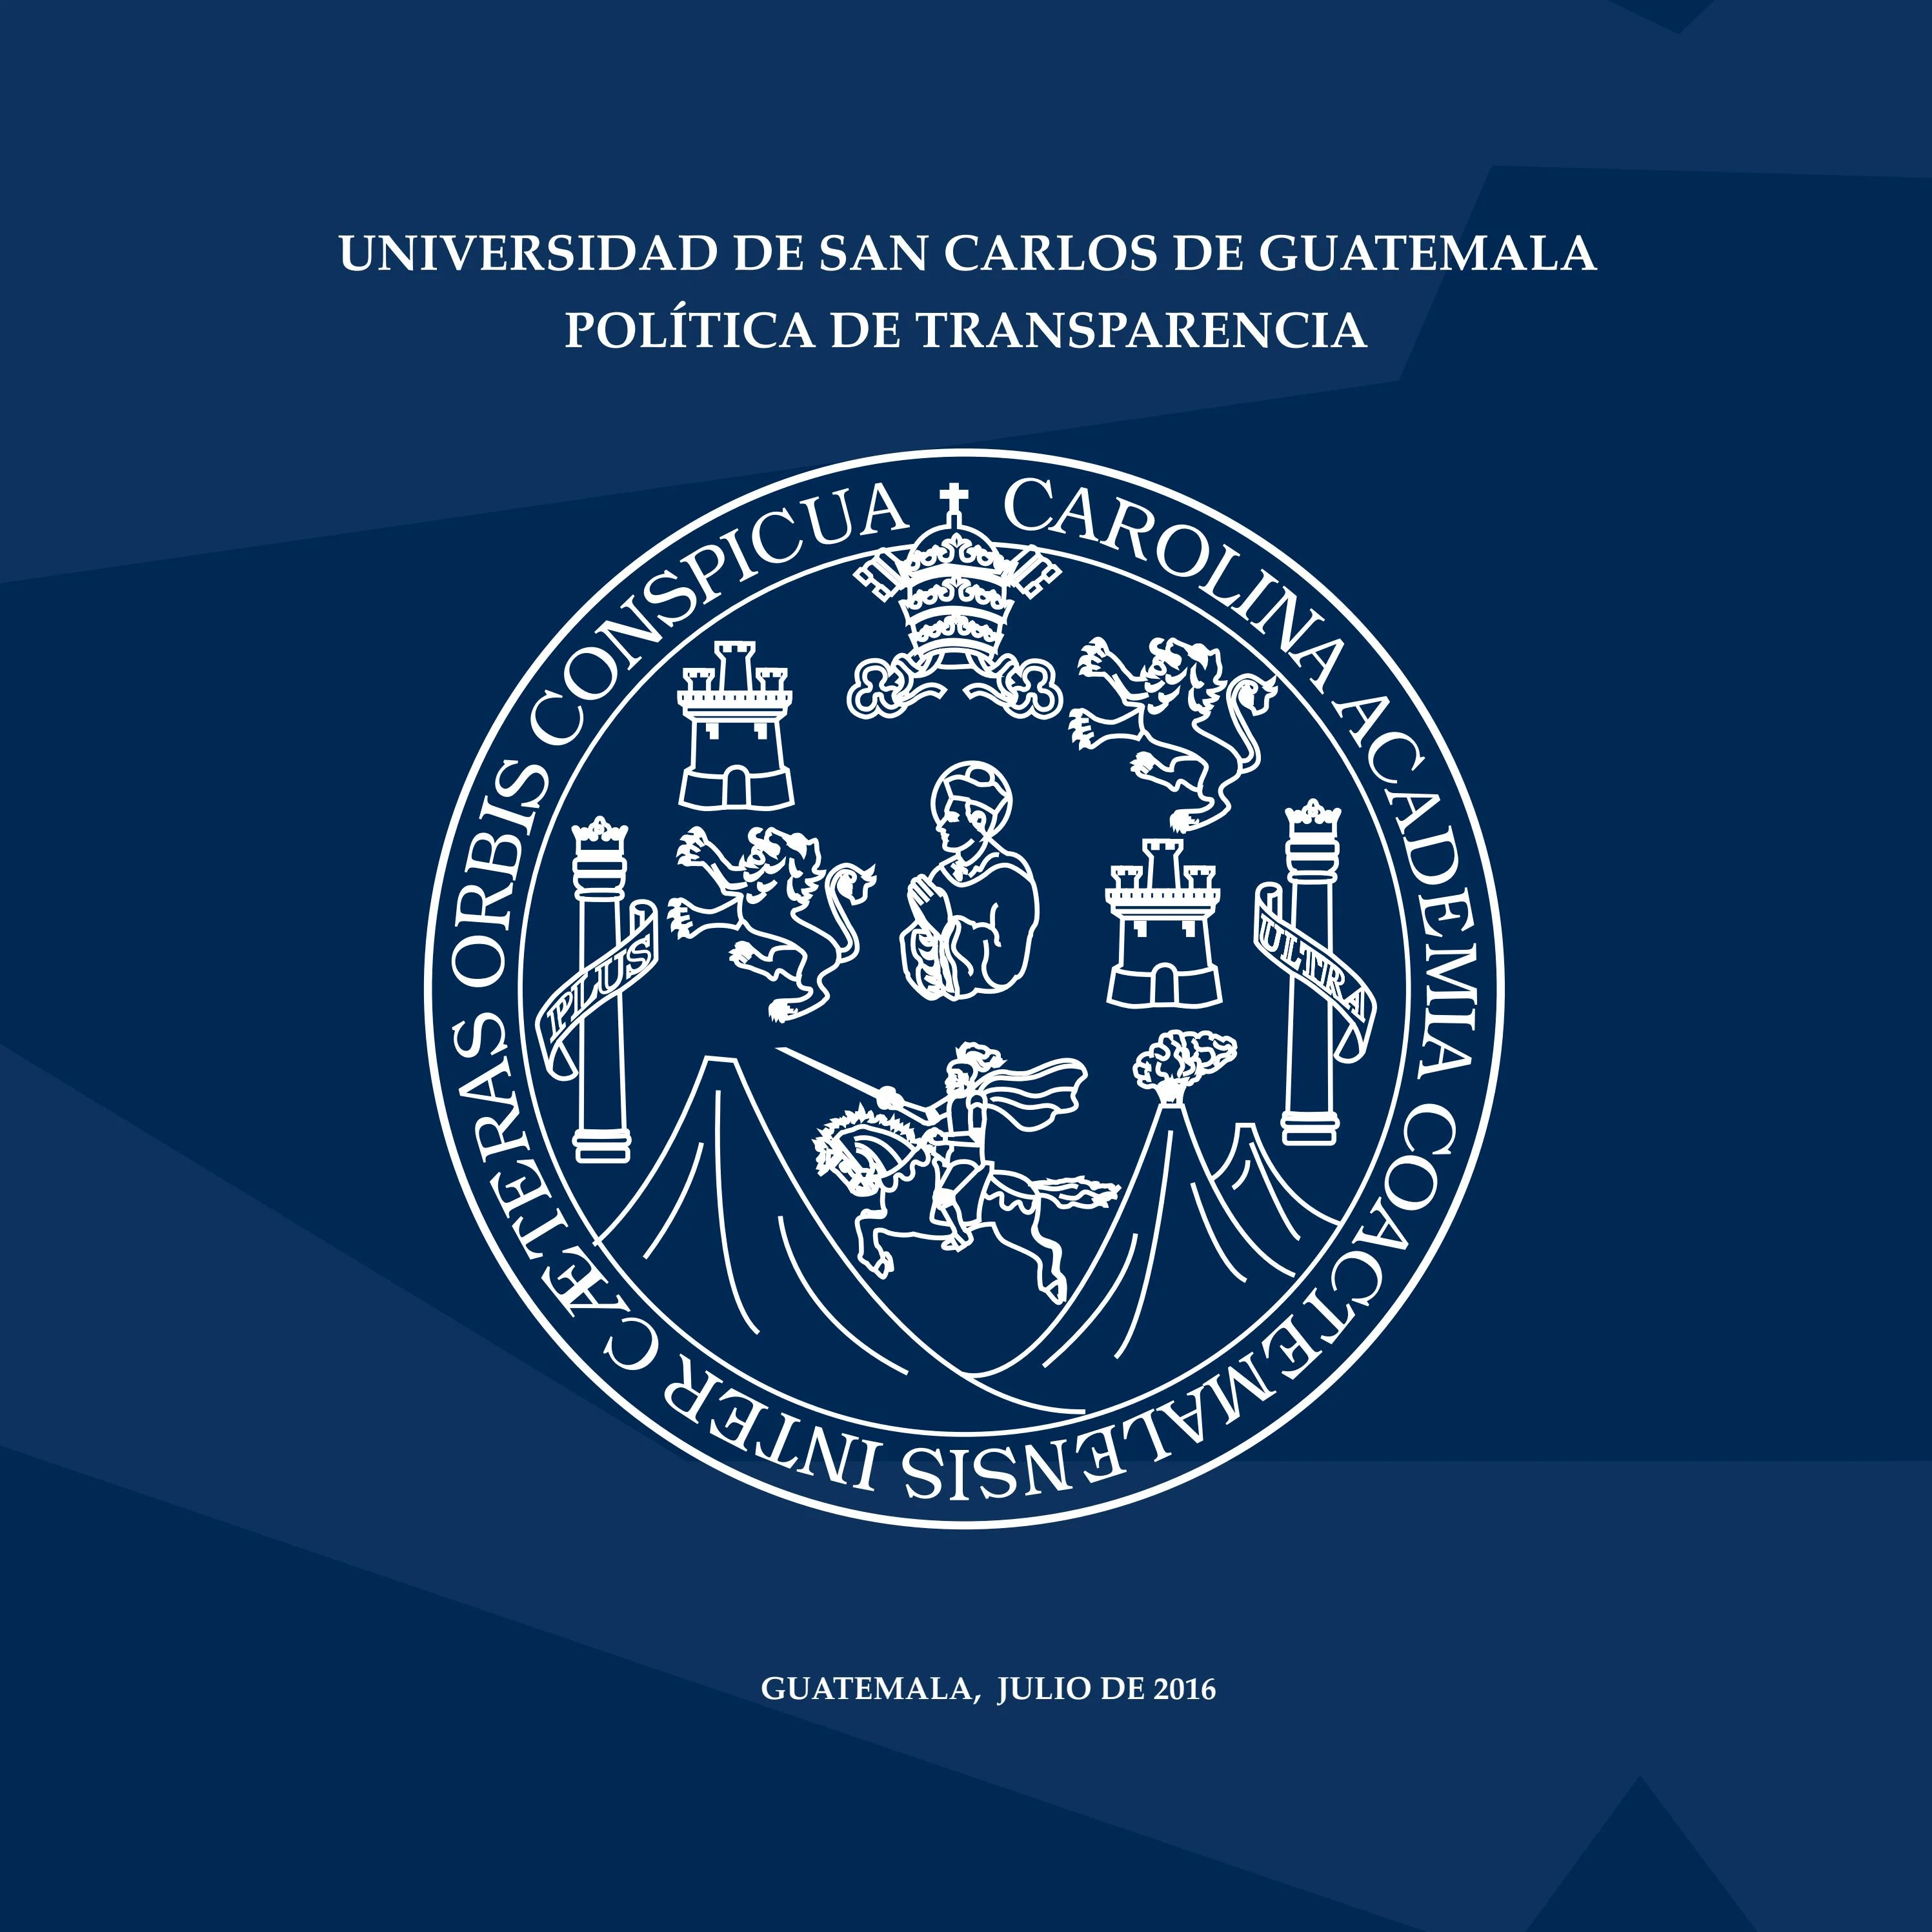 UNIVERSIDAD DE SAN CARLOS DE GUATEMALA
POLÍTICA DE TRANSPARENCIA
CAROLINA ACADEMIA COACTEMALENSIS INTER CÆTERAS ORBIS CONSPICUA
PLUS
ULTRA
GUATEMALA, JULIO DE 2016